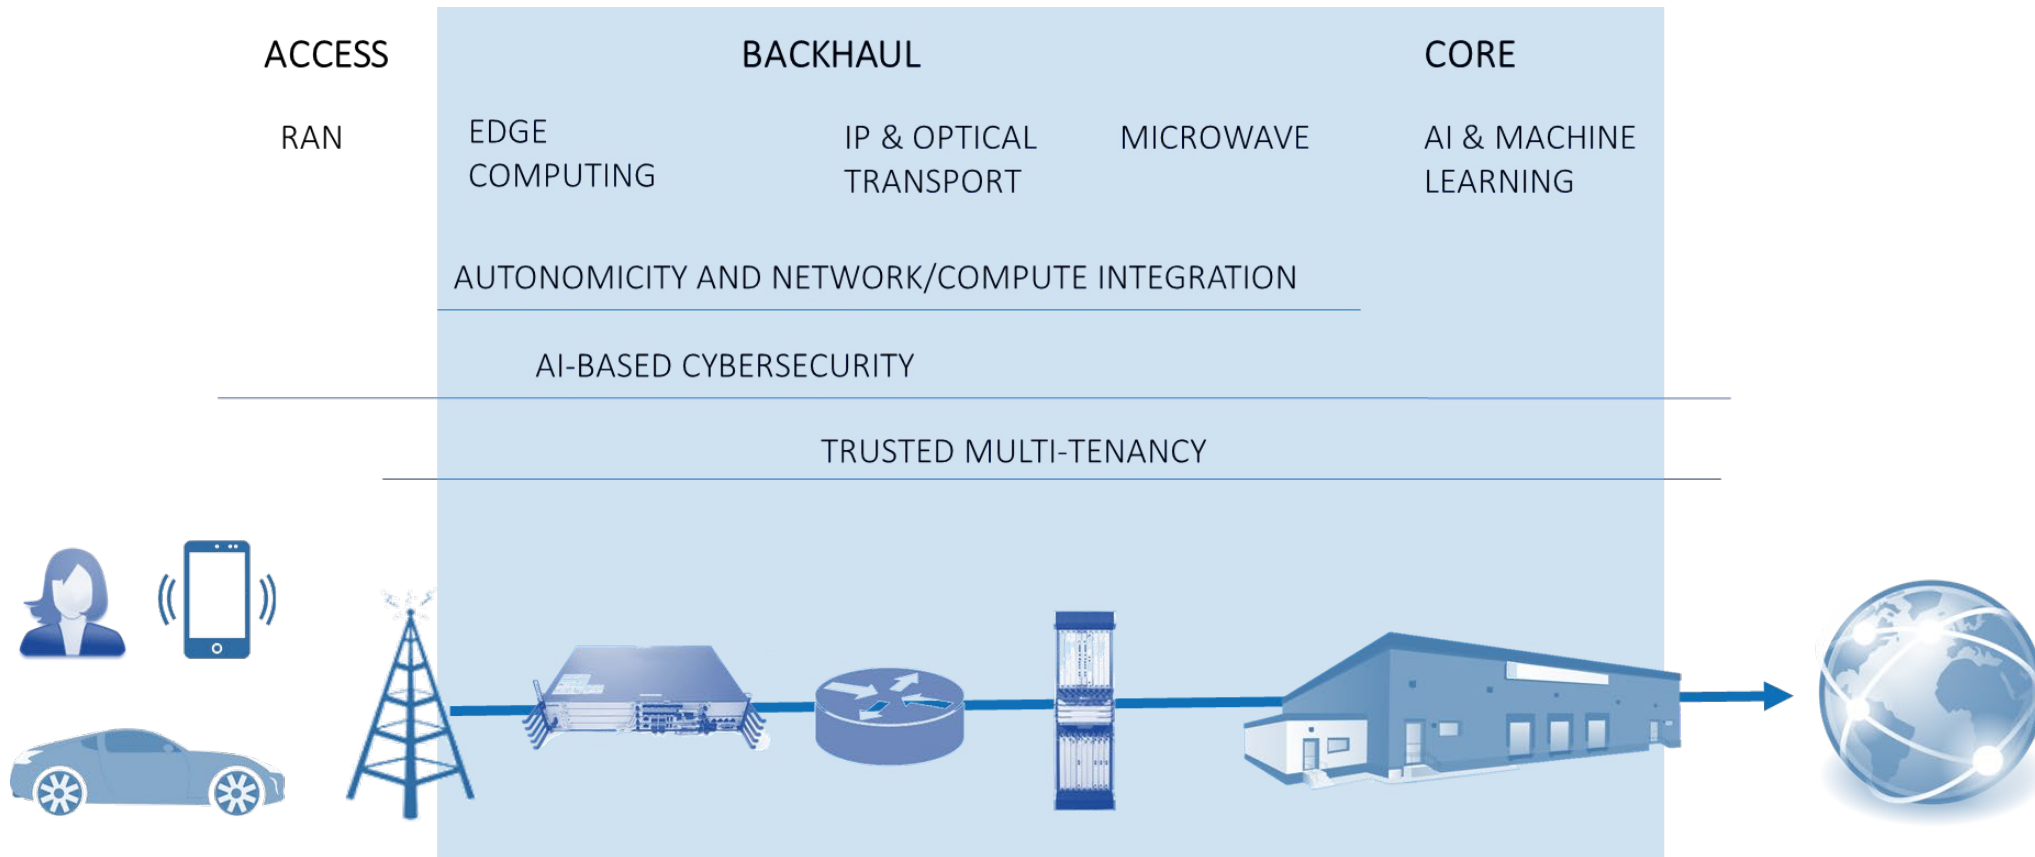 ACCESS
BACKHAUL
CORE
RAN
EDGE
COMPUTING
IP & OPTICAL
TRANSPORT
MICROWAVE
AI & MACHINE
LEARNING
AUTONOMICITY AND NETWORK/COMPUTE INTEGRATION
AI-BASED CYBERSECURITY
TRUSTED MULTI-TENANCY